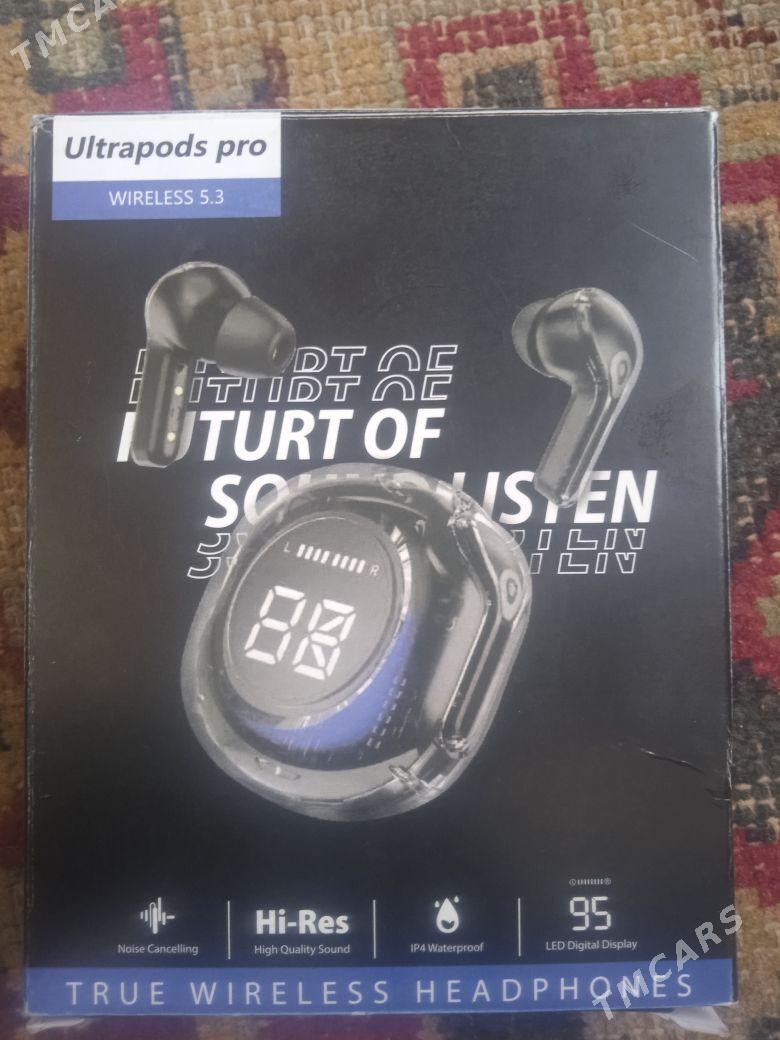 TMCARS
Ultrapods pro
WIRELESS 5.3
TURT OF
LISTEN
L R
88
Noise Cancelling
Hi-Res
High Quality Sound
IP4 Waterproof
95
LED Digital Display
TRUE WIRELESS HEADPHONES
TMCARS